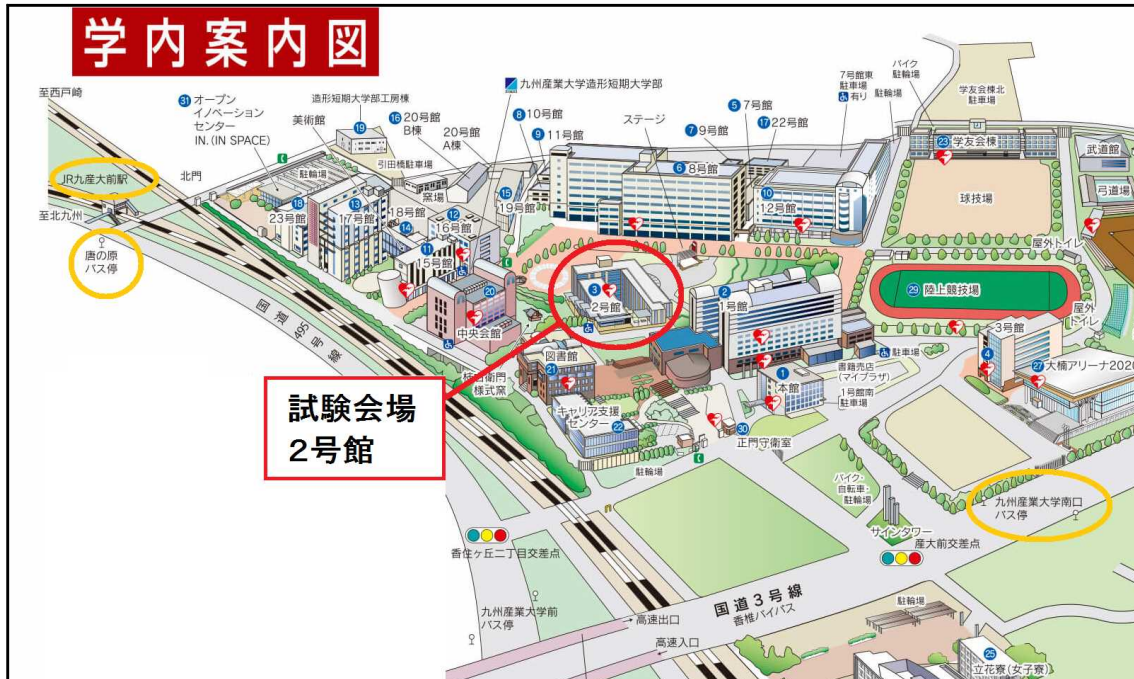 学内案内図
至西戸崎
JR九産大前駅
至北九州
唐の原
バス停
北門
国道495号線
31 オープン
イノベーション
センター
IN. (IN SPACE)
美術館
造形短期大学部工房棟
19
駐輪場
引田橋駐車場
窯場
16 20号館
B棟
20号館
A棟
九州産業大学造形短期大学部
8 10号館
9 11号館
15
19号館
18
23号館
13
17号館
14
18号館
12
16号館
11
15号館
20
中央会館
ステージ
6 8号館
7 9号館
5 7号館
17 22号館
10
12号館
7号館東
駐車場
有り
駐輪場
バイク
駐輪場
学友会棟北
駐車場
23 学友会棟
武道館
弓道場
球技場
屋外トイレ
29 陸上競技場
屋外
トイレ
3
2号館
2
1号館
図書館
21
柿右衛門
様式窯
キャリア支援
センター
22
駐輪場
1
本館
30
正門守衛室
書籍売店
(マイプラザ)
駐車場
1号館南
駐車場
3号館
4
27 大楠アリーナ2020
試験会場
2号館
バイク・
自転車・
駐輪場
サインタワー
産大前交差点
九州産業大学南口
バス停
香住ヶ丘二丁目交差点
九州産業大学前
バス停
国道3号線
香椎バイパス
高速出口
高速入口
駐輪場
25
立花寮(女子寮)